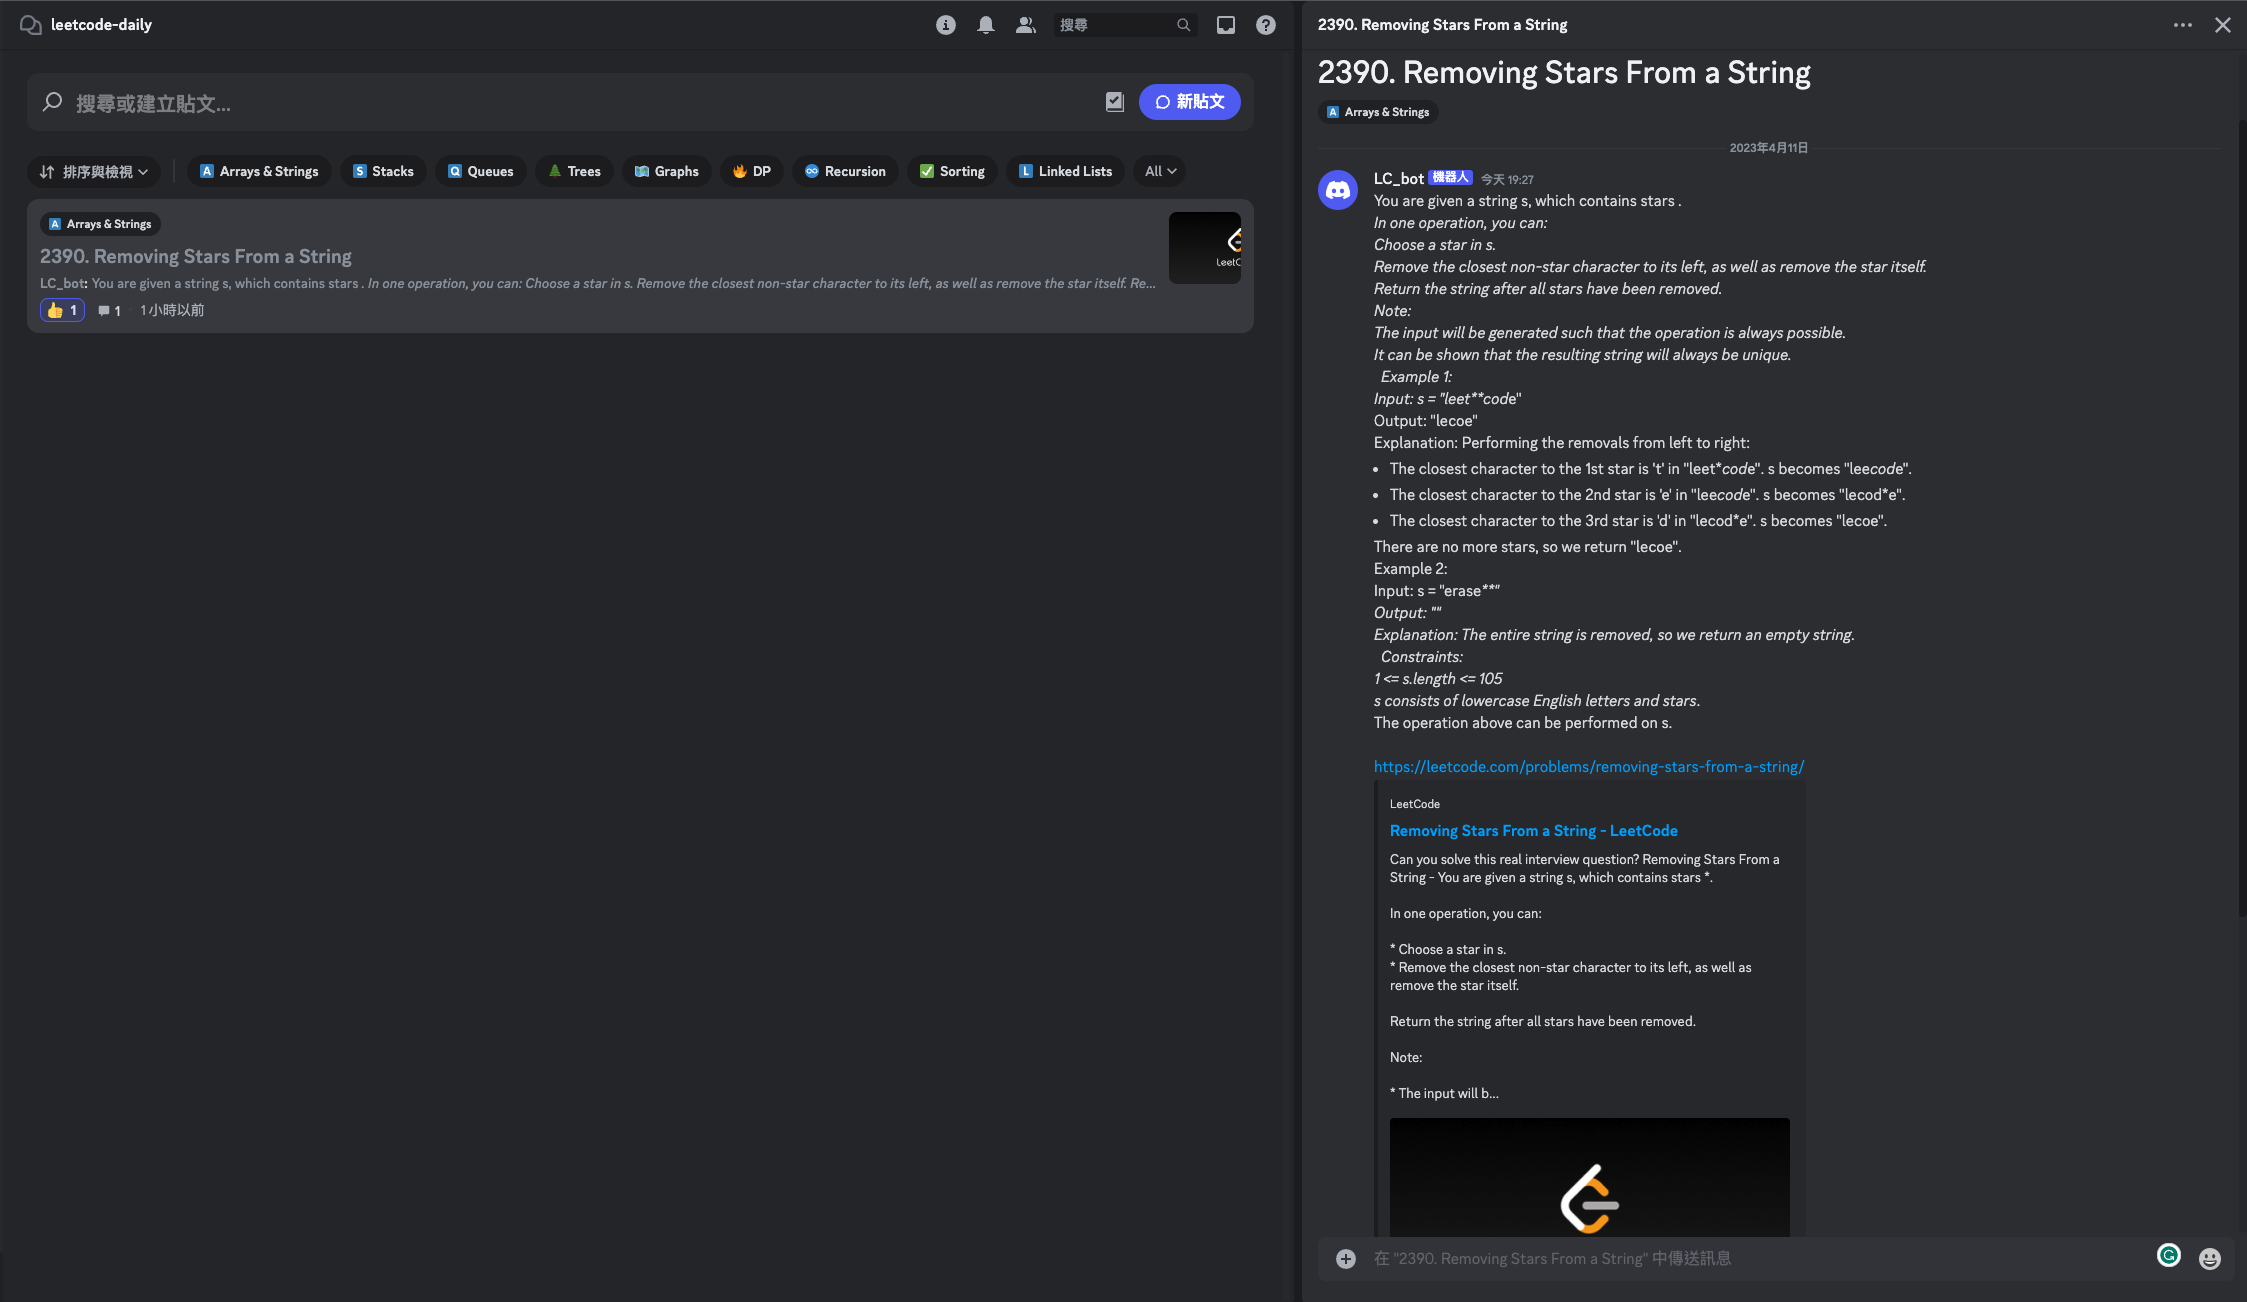 leetcode-daily
搜尋
搜尋或建立貼文...
新貼文
排序與檢視
A Arrays & Strings
S Stacks
Q Queues
Trees
Graphs
DP
Recursion
Sorting
L Linked Lists
All
A Arrays & Strings
2390. Removing Stars From a String
LC_bot: You are given a string s, which contains stars . In one operation, you can: Choose a star in s. Remove the closest non-star character to its left, as well as remove the star itself. Re...
1 1 1 小時以前
LeetC
2390. Removing Stars From a String
2390. Removing Stars From a String
A Arrays & Strings
2023年4月11日
LC_bot 機器人 今天 19:27
You are given a string s, which contains stars .
In one operation, you can:
Choose a star in s.
Remove the closest non-star character to its left, as well as remove the star itself.
Return the string after all stars have been removed.
Note:
The input will be generated such that the operation is always possible.
It can be shown that the resulting string will always be unique.
Example 1:
Input: s = "leet**code"
Output: "lecoe"
Explanation: Performing the removals from left to right:
• The closest character to the 1st star is 't' in "leet*code". s becomes "leecode".
• The closest character to the 2nd star is 'e' in "leecode". s becomes "lecod*e".
• The closest character to the 3rd star is 'd' in "lecod*e". s becomes "lecoe".
There are no more stars, so we return "lecoe".
Example 2:
Input: s = "erase**"
Output: ""
Explanation: The entire string is removed, so we return an empty string.
Constraints:
1 <= s.length <= 105
s consists of lowercase English letters and stars.
The operation above can be performed on s.
https://leetcode.com/problems/removing-stars-from-a-string/
LeetCode
Removing Stars From a String - LeetCode
Can you solve this real interview question? Removing Stars From a
String - You are given a string s, which contains stars *.
In one operation, you can:
* Choose a star in s.
* Remove the closest non-star character to its left, as well as
remove the star itself.
Return the string after all stars have been removed.
Note:
* The input will b...
在 "2390. Removing Stars From a String" 中傳送訊息